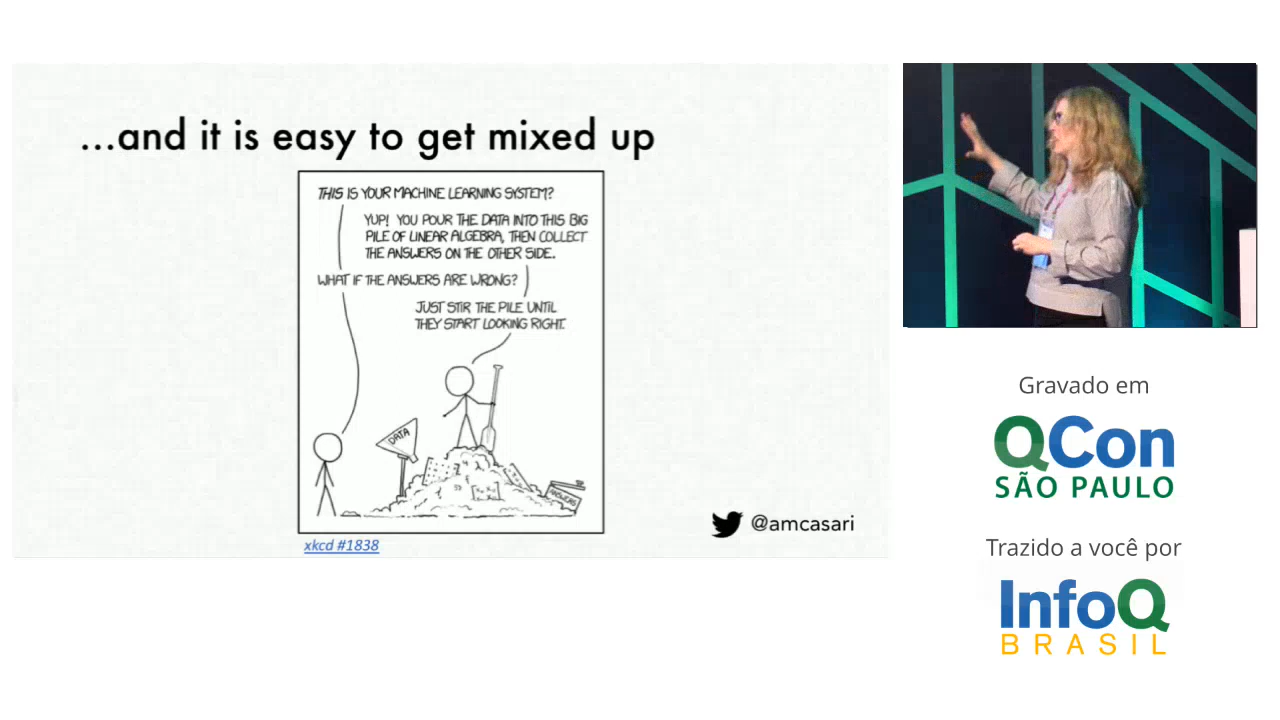 ...and it is easy to get mixed up
THIS IS YOUR MACHINE LEARNING SYSTEM?
YUP! YOU POUR THE DATA INTO THIS BIG
PILE OF LINEAR ALGEBRA, THEN COLLECT
THE ANSWERS ON THE OTHER SIDE.
WHAT IF THE ANSWERS ARE WRONG?
JUST STIR THE PILE UNTIL
THEY START LOOKING RIGHT.
DATA
ANSWERS
xkcd #1838
@amcasari
Gravado em
QCon
SÃO PAULO
Trazido a você por
InfoQ
BRASIL